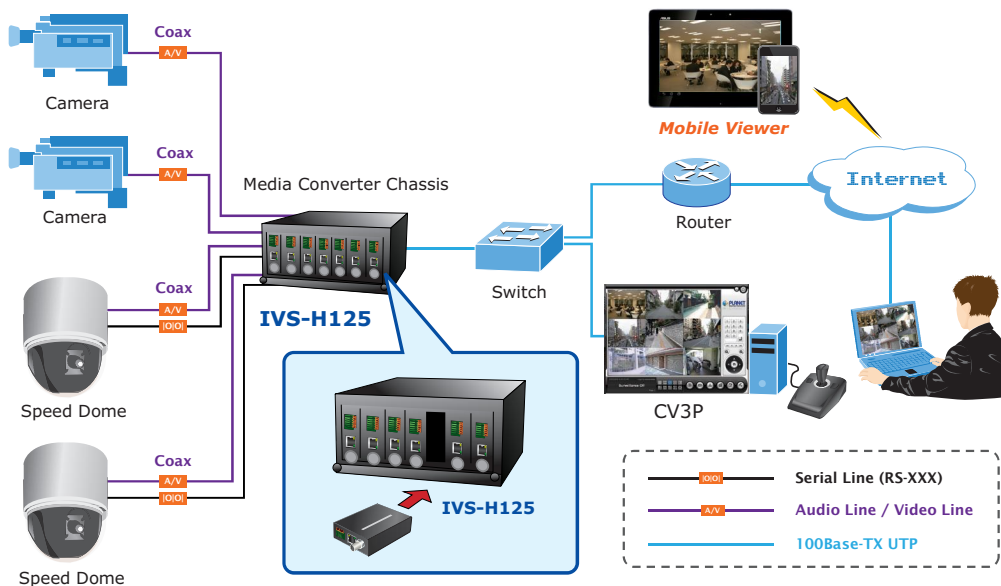 Coax
A/V
Camera
Coax
A/V
Camera
Media Converter Chassis
Coax
A/V
|O|O|
Speed Dome
Coax
A/V
|O|O|
Speed Dome
IVS-H125
IVS-H125
Switch
Mobile Viewer
Router
Internet
PLANET
CV3P
|O|O|
Serial Line (RS-XXX)
A/V
Audio Line / Video Line
100Base-TX UTP